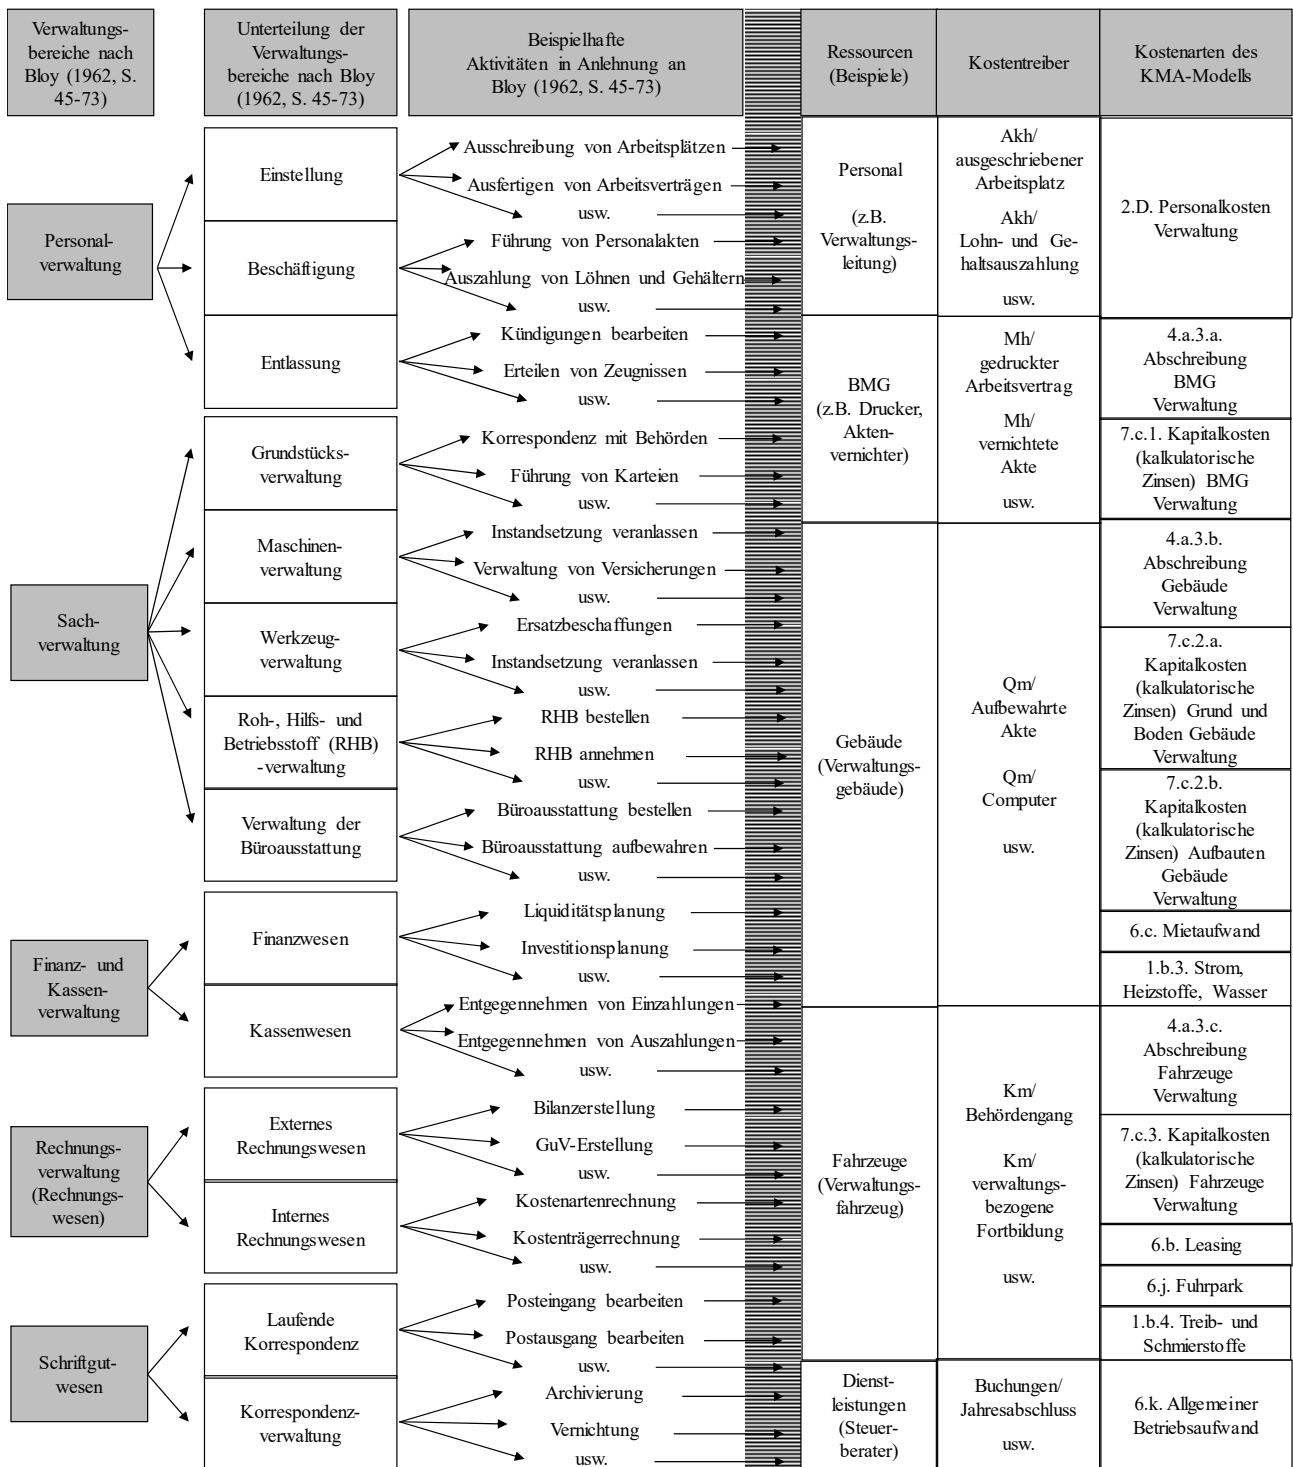 Verwaltungs-
bereiche nach
Bloy (1962, S.
45-73)
Unterteilung der
Verwaltungs-
bereiche nach Bloy
(1962, S. 45-73)
Beispielhafte
Aktivitäten in Anlehnung an
Bloy (1962, S. 45-73)
Ressourcen
(Beispiele)
Kostentreiber
Kostenarten des
KMA-Modells
Personal-
verwaltung
Einstellung
Ausschreibung von Arbeitsplätzen
Ausfertigen von Arbeitsverträgen
usw.
Beschäftigung
Führung von Personalakten
Auszahlung von Löhnen und Gehältern
usw.
Entlassung
Kündigungen bearbeiten
Erteilen von Zeugnissen
usw.
Sach-
verwaltung
Grundstücks-
verwaltung
Korrespondenz mit Behörden
Führung von Karteien
usw.
Maschinen-
verwaltung
Instandsetzung veranlassen
Verwaltung von Versicherungen
usw.
Werkzeug-
verwaltung
Ersatzbeschaffungen
Instandsetzung veranlassen
usw.
Roh-, Hilfs- und
Betriebsstoff (RHB)
-verwaltung
RHB bestellen
RHB annehmen
usw.
Verwaltung der
Büroausstattung
Büroausstattung bestellen
Büroausstattung aufbewahren
usw.
Finanz- und
Kassen-
verwaltung
Finanzwesen
Liquiditätsplanung
Investitionsplanung
usw.
Kassenwesen
Entgegennehmen von Einzahlungen
Entgegennehmen von Auszahlungen
usw.
Rechnungs-
verwaltung
(Rechnungs-
wesen)
Externes
Rechnungswesen
Bilanzerstellung
GuV-Erstellung
usw.
Internes
Rechnungswesen
Kostenartenrechnung
Kostenträgerrechnung
usw.
Schriftgut-
wesen
Laufende
Korrespondenz
Posteingang bearbeiten
Postausgang bearbeiten
usw.
Korrespondenz-
verwaltung
Archivierung
Vernichtung
usw.
Personal
(z.B.
Verwaltungs-
leitung)
Akh/
ausgeschriebener
Arbeitsplatz
Akh/
Lohn- und Ge-
haltsauszahlung
usw.
2.D. Personalkosten
Verwaltung
BMG
(z.B. Drucker,
Akten-
vernichter)
Mh/
gedruckter
Arbeitsvertrag
Mh/
vernichtete
Akte
usw.
4.a.3.a.
Abschreibung
BMG
Verwaltung
7.c.1. Kapitalkosten
(kalkulatorische
Zinsen) BMG
Verwaltung
Gebäude
(Verwaltungs-
gebäude)
Qm/
Aufbewahrte
Akte
Qm/
Computer
usw.
4.a.3.b.
Abschreibung
Gebäude
Verwaltung
7.c.2.a.
Kapitalkosten
(kalkulatorische
Zinsen) Grund und
Boden Gebäude
Verwaltung
7.c.2.b.
Kapitalkosten
(kalkulatorische
Zinsen) Aufbauten
Gebäude
Verwaltung
6.c. Mietaufwand
1.b.3. Strom,
Heizstoffe, Wasser
Fahrzeuge
(Verwaltungs-
fahrzeug)
Km/
Behördengang
Km/
verwaltungs-
bezogene
Fortbildung
usw.
4.a.3.c.
Abschreibung
Fahrzeuge
Verwaltung
7.c.3. Kapitalkosten
(kalkulatorische
Zinsen) Fahrzeuge
Verwaltung
6.b. Leasing
6.j. Fuhrpark
1.b.4. Treib- und
Schmierstoffe
Dienst-
leistungen
(Steuer-
berater)
Buchungen/
Jahresabschluss
usw.
6.k. Allgemeiner
Betriebsaufwand